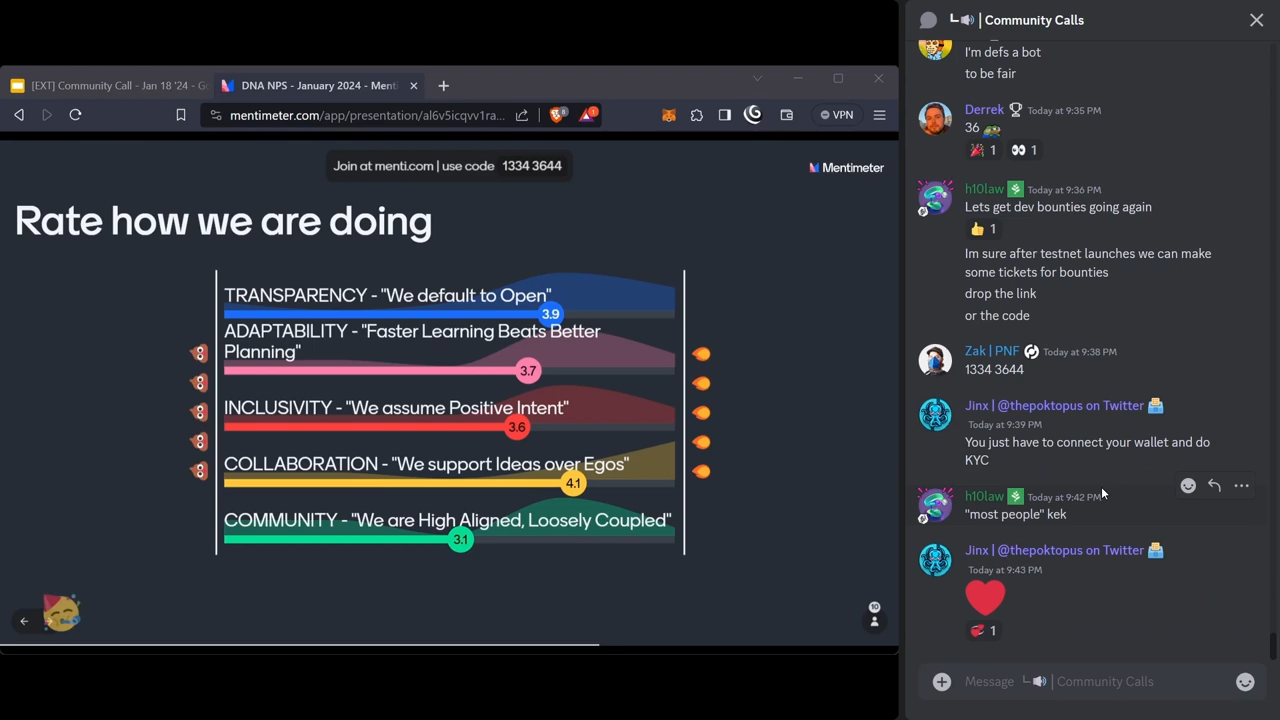 [EXT] Community Call - Jan 18 '24 - Go
DNA NPS - January 2024 - Menti
mentimeter.com/app/presentation/al6v5icqvv1ra...
8
1
VPN
Join at menti.com | use code 1334 3644
Mentimeter
Rate how we are doing
TRANSPARENCY - "We default to Open"
3.9
ADAPTABILITY - "Faster Learning Beats Better
Planning"
3.7
INCLUSIVITY - "We assume Positive Intent"
3.6
COLLABORATION - "We support Ideas over Egos"
4.1
COMMUNITY - "We are High Aligned, Loosely Coupled"
3.1
10
Community Calls
I'm defs a bot
to be fair
Derrek Today at 9:35 PM
36
1 1
h10law Today at 9:36 PM
Lets get dev bounties going again
1
Im sure after testnet launches we can make
some tickets for bounties
drop the link
or the code
Zak | PNF Today at 9:38 PM
1334 3644
Jinx | @thepoktopus on Twitter
Today at 9:39 PM
You just have to connect your wallet and do
KYC
h10law Today at 9:42 PM
"most people" kek
Jinx | @thepoktopus on Twitter
Today at 9:43 PM
1
Message Community Calls